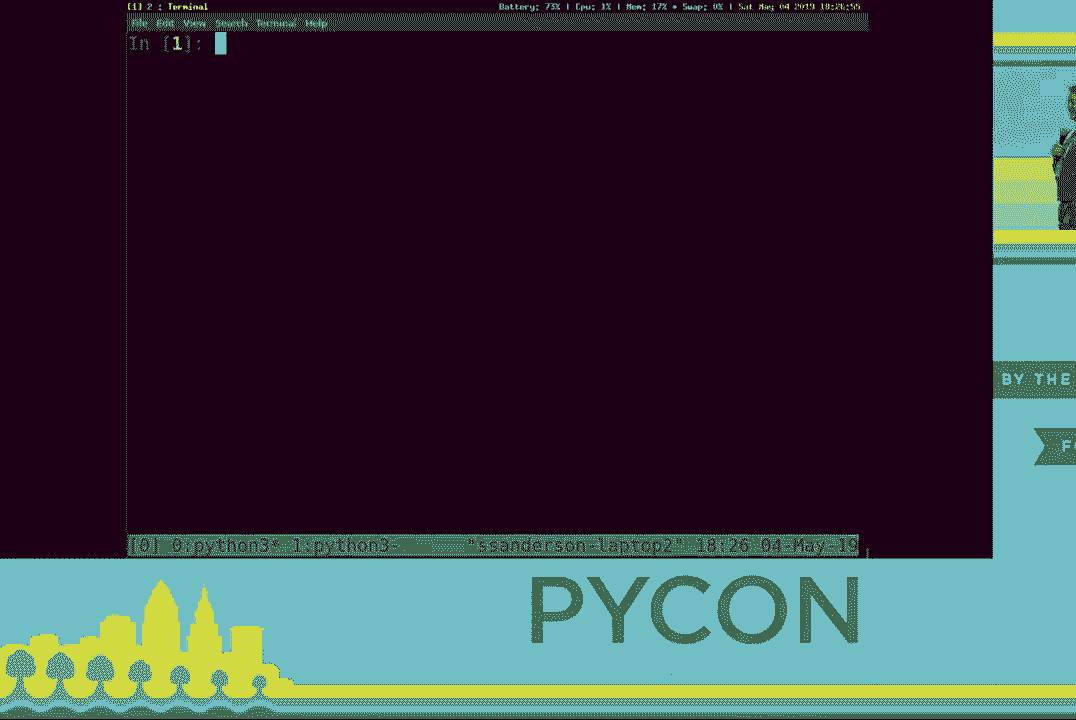 [1] 2 : Terminal Battery: 73% | Cpu: 1% | Mem: 17% * Swap: 0% | Sat May 04 2019 18:26:55
File Edit View Search Terminal Help
In [1]:
BY THE
F
[0] 0:python3* 1:python3- "ssanderson-laptop2" 18:26 04-May-19
PYCON